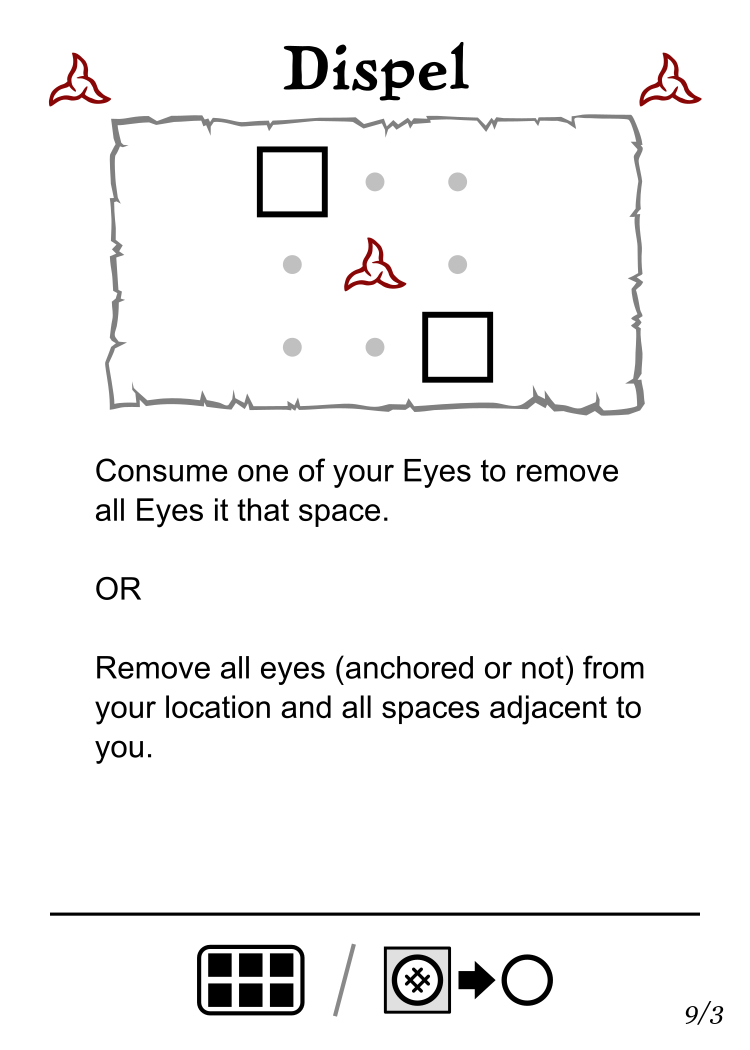 Dispel
Consume one of your Eyes to remove
all Eyes it that space.
OR
Remove all eyes (anchored or not) from
your location and all spaces adjacent to
you.
9/3